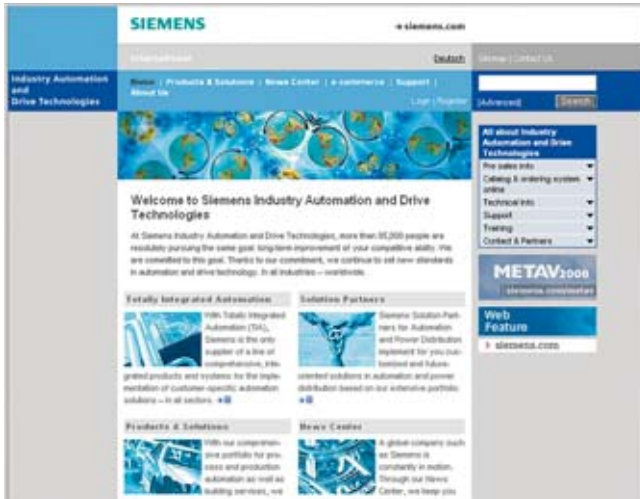 SIEMENS
e-siemens.com
International
Deutsch
Sitemap | Contact Us
Industry Automation
and
Drive Technologies
Home | Products & Solutions | News Center | e-commerce | Support |
About Us
Login | Register
[Advanced]
Search
All about Industry
Automation and Drive
Technologies
Pre sales info
Catalog & ordering system
online
Technical Info
Support
Training
Contact & Partners
Welcome to Siemens Industry Automation and Drive
Technologies
At Siemens Industry Automation and Drive Technologies, more than 85,000 people are
resolutely pursuing the same goal: long-term improvement of your competitive ability. We
are committed to this goal. Thanks to our commitment, we continue to set new standards
in automation and drive technology. In all industries – worldwide.
METAV2008
siemens.com/metav
Web
Feature
siemens.com
Totally Integrated Automation
With Totally Integrated
Automation (TIA),
Siemens is the only
supplier of a line of
comprehensive, inte-
grated products and systems for the imple-
mentation of customer-specific automation
solutions – in all sectors.
Solution Partners
Siemens Solution Part-
ners for Automation
and Power Distribution
implement for you cus-
tomized and future-
oriented solutions in automation and power
distribution based on our extensive portfolio.
Products & Solutions
With our comprehen-
sive portfolio for pro-
cess and production
automation as well as
building services, we
News Center
A global company such
as Siemens is
constantly in motion.
Through our News
Center, we keep you